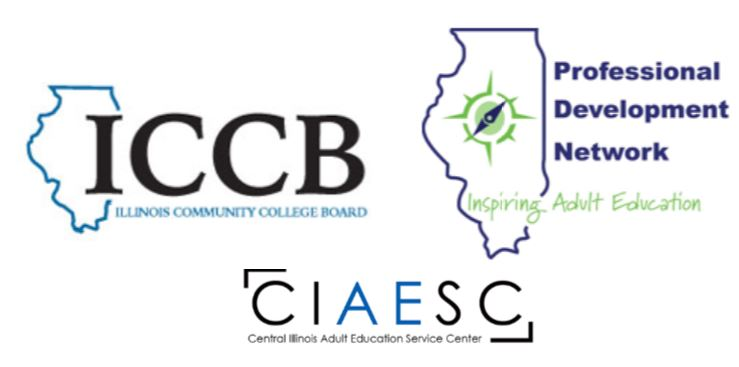 ICCB
ILLINOIS COMMUNITY COLLEGE BOARD
Professional
Development
Network
Inspiring Adult Education
CIAESC
Central Illinois Adult Education Service Center